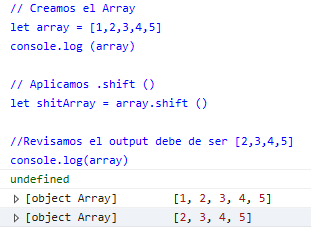 // Creamos el Array
let array = [1,2,3,4,5]
console.log (array)
// Aplicamos .shift ()
let shitArray = array.shift ()
//Revisamos el output debe de ser [2,3,4,5]
console.log(array)
undefined
[object Array] [1, 2, 3, 4, 5]
[object Array] [2, 3, 4, 5]